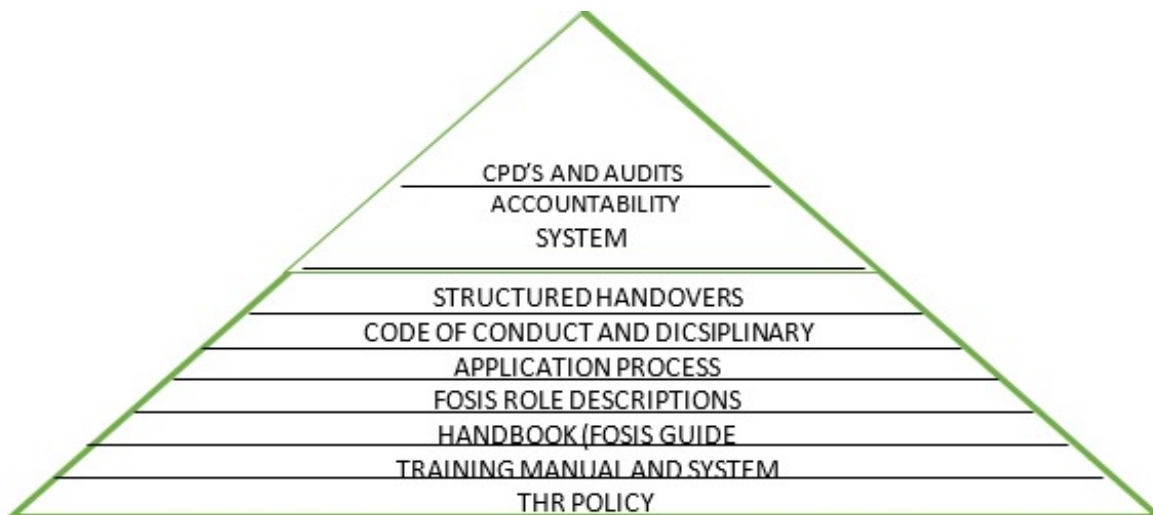 CPD'S AND AUDITS
ACCOUNTABILITY
SYSTEM
STRUCTURED HANDOVERS
CODE OF CONDUCT AND DICSIPLINARY
APPLICATION PROCESS
FOSIS ROLE DESCRIPTIONS
HANDBOOK (FOSIS GUIDE
TRAINING MANUAL AND SYSTEM
THR POLICY